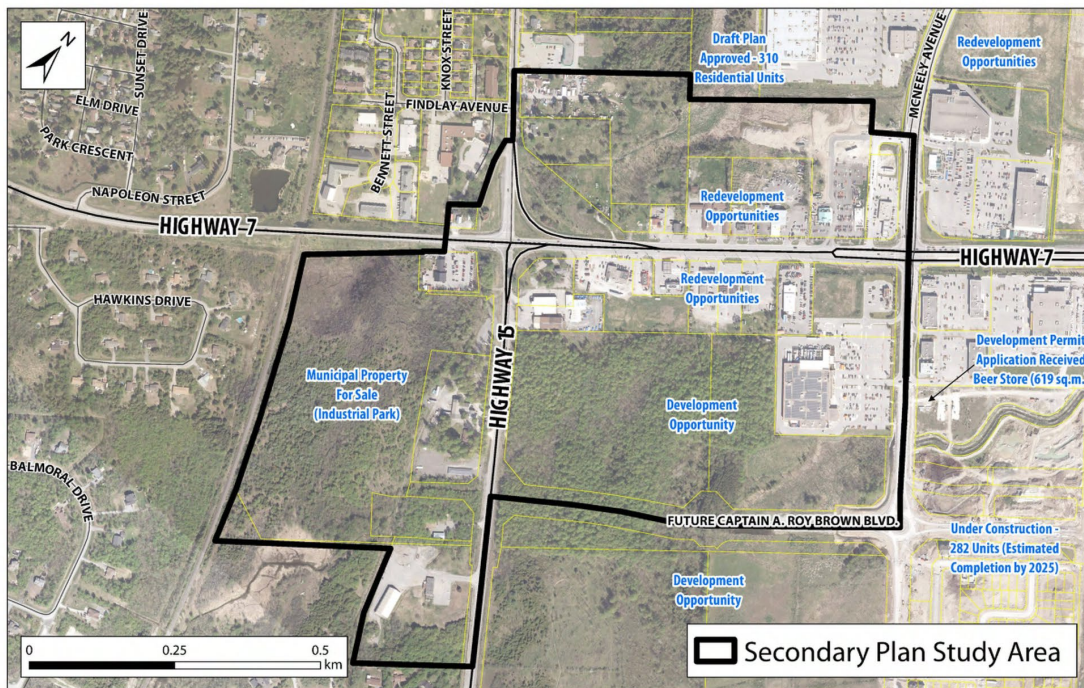 N
SUNSET DRIVE
ELM DRIVE
PARK CRESCENT
NAPOLEON STREET
KNOX STREET
FINDLAY AVENUE
BENNETT STREET
Draft Plan
Approved - 310
Residential Units
MCNEELY AVENUE
Redevelopment
Opportunities
Redevelopment
Opportunities
HIGHWAY 7
HIGHWAY 7
HAWKINS DRIVE
Redevelopment
Opportunities
HIGHWAY 15
Municipal Property
For Sale
(Industrial Park)
Development
Opportunity
Development Permit
Application Received
Beer Store (619 sq.m.
BALMORAL DRIVE
FUTURE CAPTAIN A. ROY BROWN BLVD.
Under Construction -
282 Units (Estimated
Completion by 2025)
Development
Opportunity
0 0.25 0.5
km
Secondary Plan Study Area